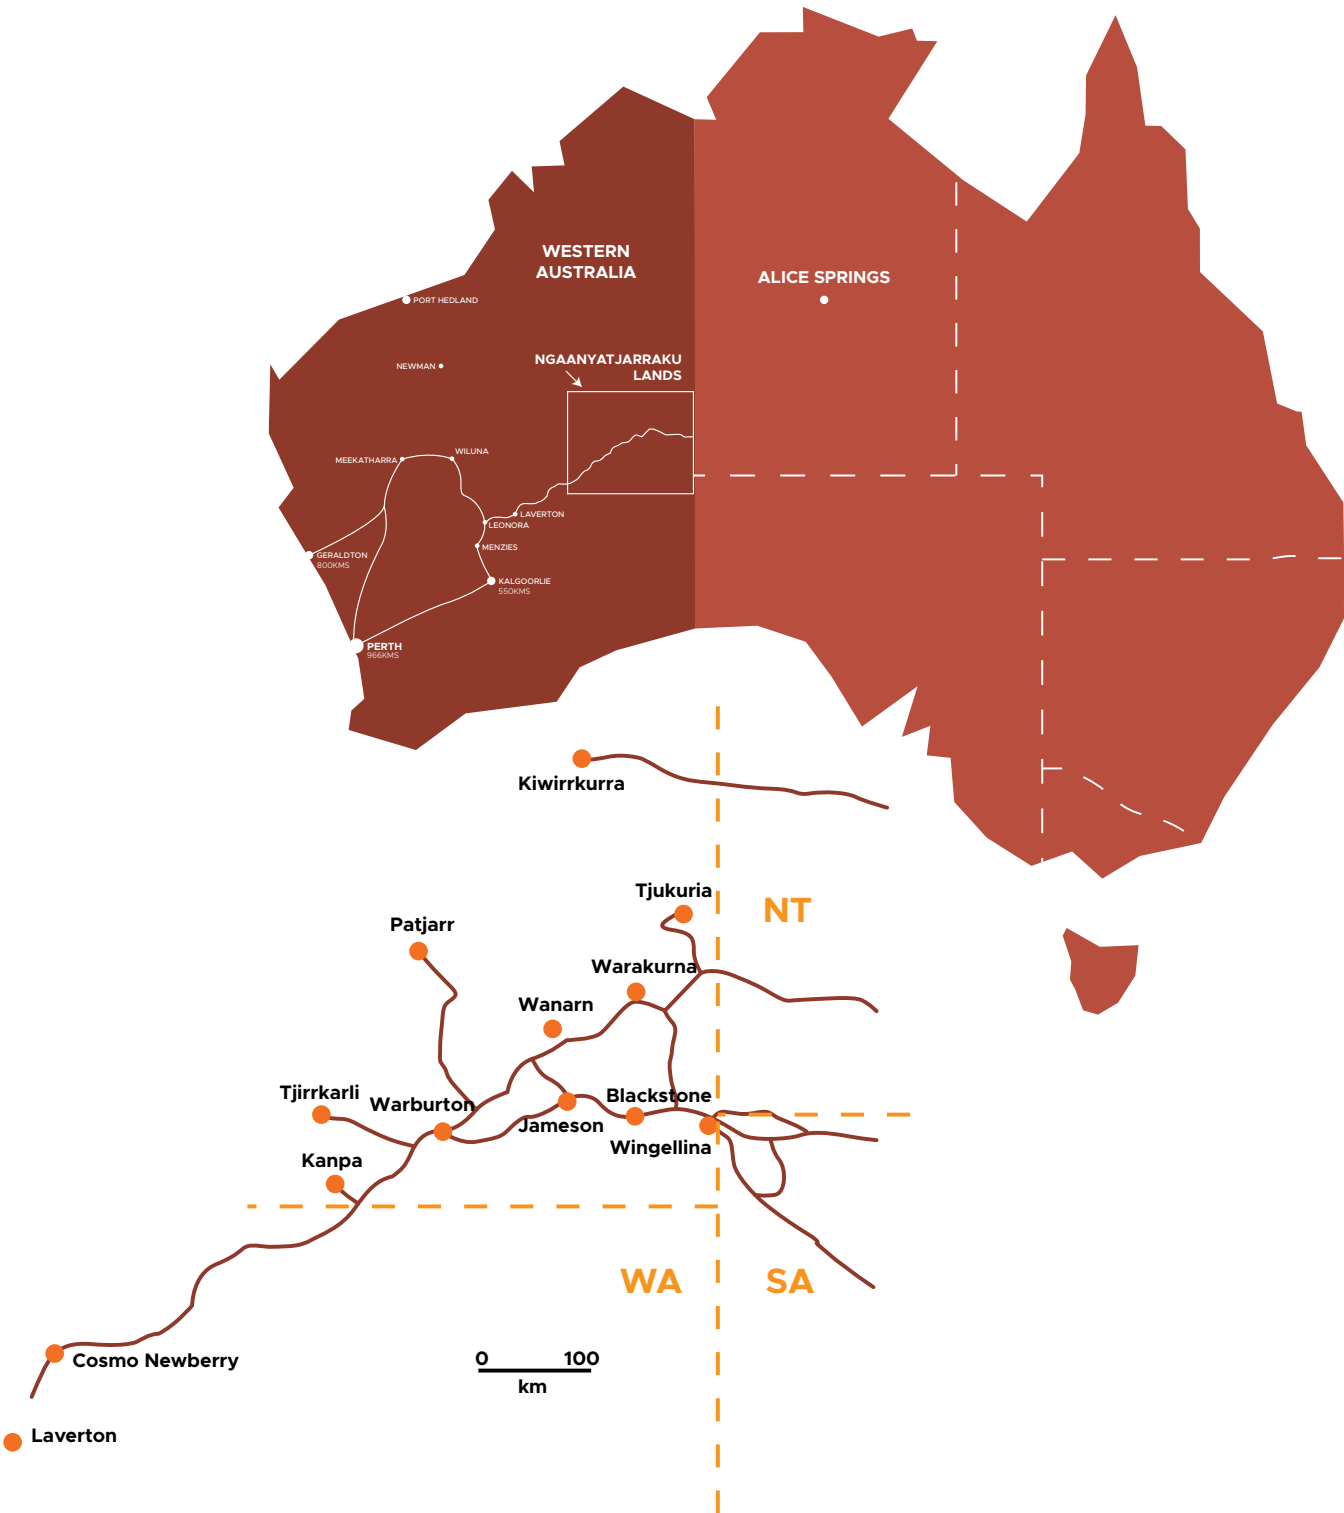 WESTERN
AUSTRALIA
ALICE SPRINGS
PORT HEDLAND
NEWMAN
NGAANYATJARRAKU
LANDS
MEEKATHARRA
WILUNA
LAVERTON
LEONORA
MENZIES
GERALDTON
800KMS
KALGOORLIE
550KMS
PERTH
966KMS
Kiwirrkurra
Tjukuria
NT
Patjarr
Warakurna
Wanarn
Tjirrkarli
Warburton
Blackstone
Jameson
Wingellina
Kanpa
WA
SA
Cosmo Newberry
0 100
km
Laverton